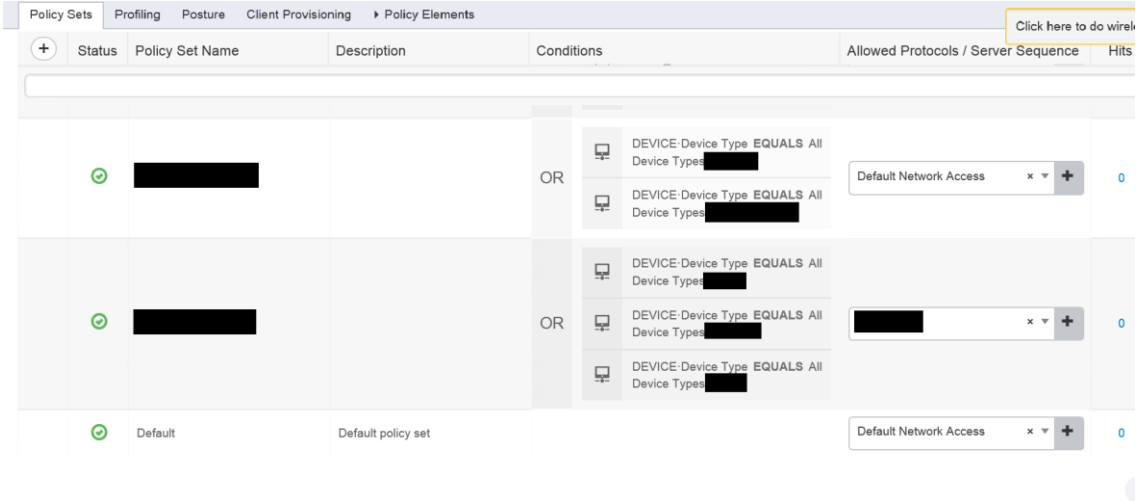 Policy Sets Profiling Posture Client Provisioning Policy Elements
Click here to do
+ Status Policy Set Name Description Conditions Allowed Protocols / Server Sequence Hits
DEVICE·Device Type EQUALS All
Device Types
OR
DEVICE·Device Type EQUALS All
Device Types
Default Network Access × +
0
DEVICE·Device Type EQUALS All
Device Types
OR
DEVICE·Device Type EQUALS All
Device Types
DEVICE·Device Type EQUALS All
Device Types
× +
0
Default Default policy set Default Network Access × + 0